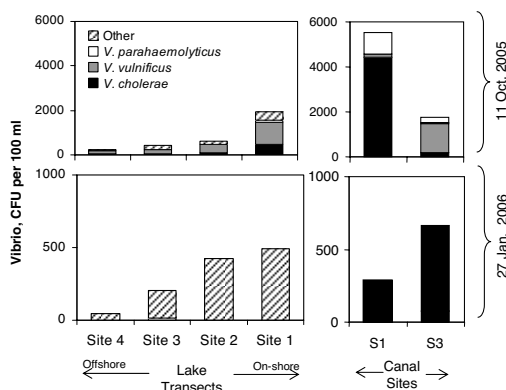 Other
V. parahaemolyticus
V. vulnificus
V. cholerae
6000
4000
2000
0
6000
4000
2000
0
11 Oct. 2005
Vibrio, CFU per 100 ml
1000
500
0
1000
500
0
27 Jan. 2006
Site 4
Site 3
Site 2
Site 1
S1
S3
Offshore
Lake
Transects
On-shore
Canal
Sites